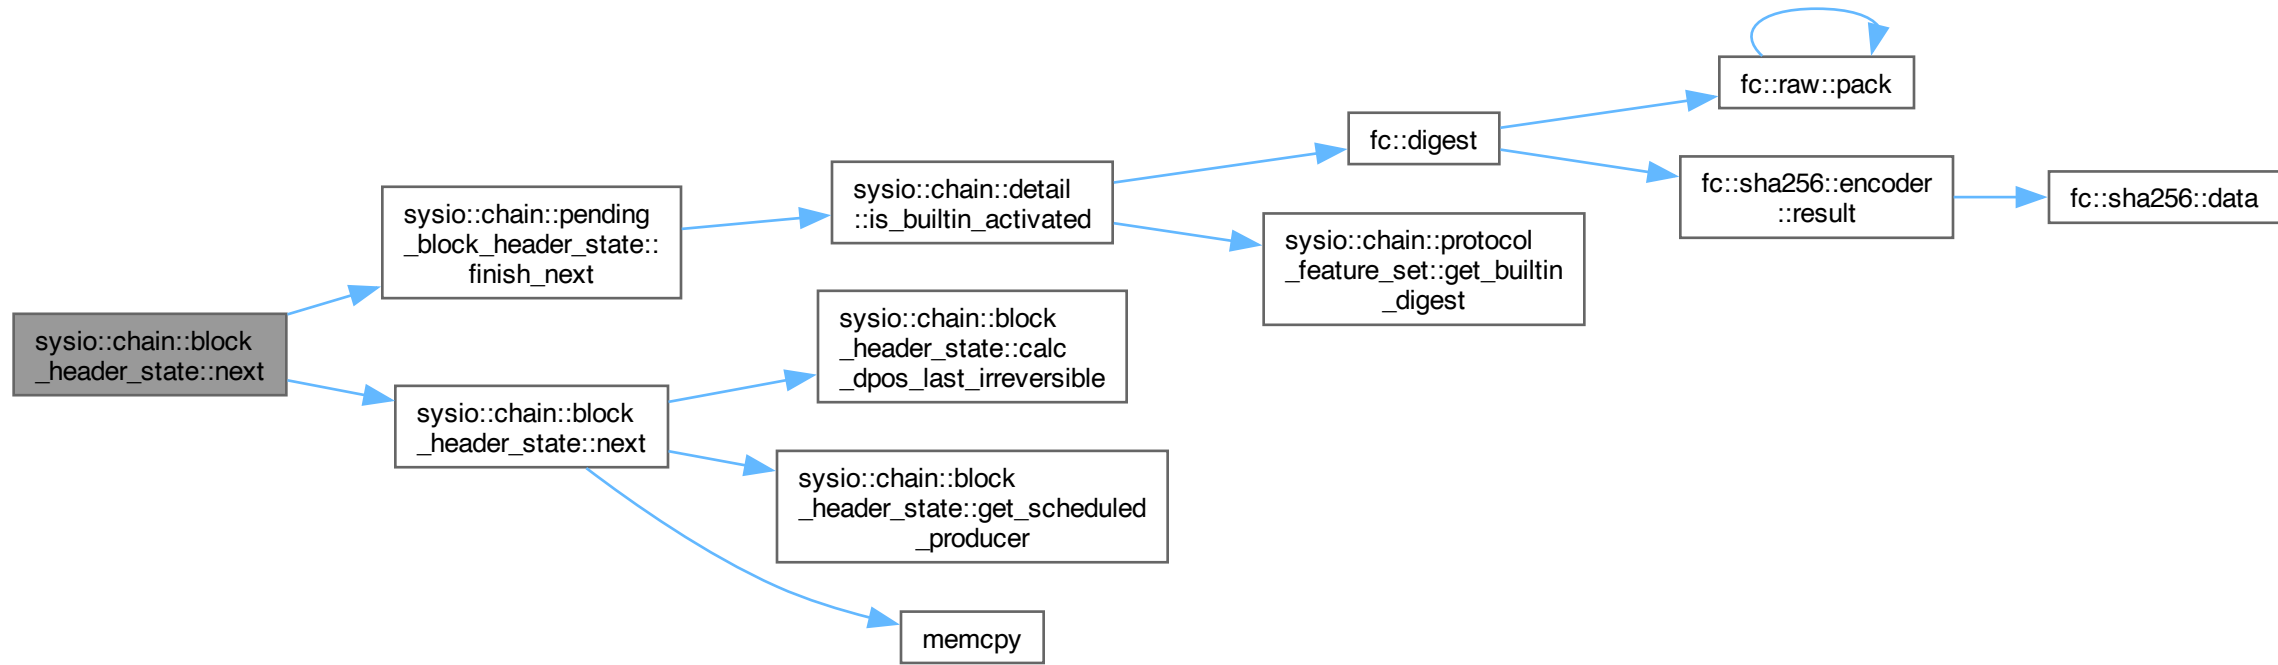 sysio::chain::block
_header_state::next
sysio::chain::pending
_block_header_state::
finish_next
sysio::chain::block
_header_state::next
sysio::chain::detail
::is_builtin_activated
sysio::chain::block
_header_state::calc
_dpos_last_irreversible
sysio::chain::block
_header_state::get_scheduled
_producer
memcpy
fc::digest
sysio::chain::protocol
_feature_set::get_builtin
_digest
fc::raw::pack
fc::sha256::encoder
::result
fc::sha256::data